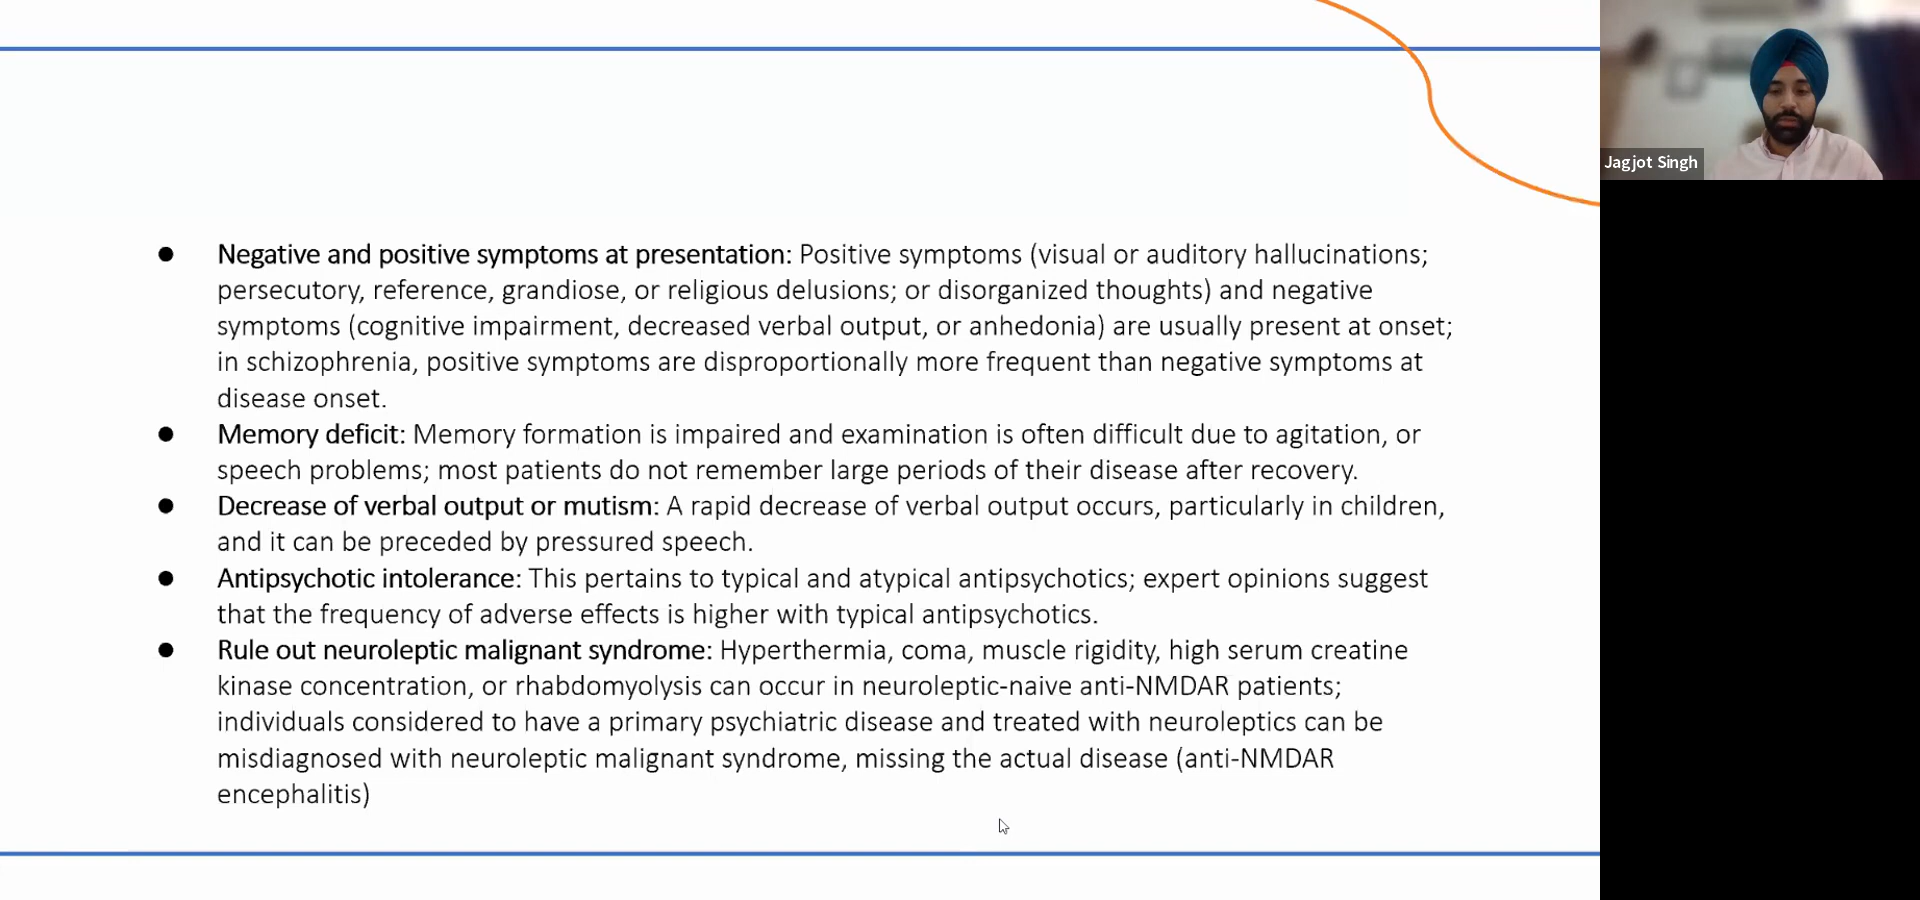 ● Negative and positive symptoms at presentation: Positive symptoms (visual or auditory hallucinations;
persecutory, reference, grandiose, or religious delusions; or disorganized thoughts) and negative
symptoms (cognitive impairment, decreased verbal output, or anhedonia) are usually present at onset;
in schizophrenia, positive symptoms are disproportionally more frequent than negative symptoms at
disease onset.
● Memory deficit: Memory formation is impaired and examination is often difficult due to agitation, or
speech problems; most patients do not remember large periods of their disease after recovery.
● Decrease of verbal output or mutism: A rapid decrease of verbal output occurs, particularly in children,
and it can be preceded by pressured speech.
● Antipsychotic intolerance: This pertains to typical and atypical antipsychotics; expert opinions suggest
that the frequency of adverse effects is higher with typical antipsychotics.
● Rule out neuroleptic malignant syndrome: Hyperthermia, coma, muscle rigidity, high serum creatine
kinase concentration, or rhabdomyolysis can occur in neuroleptic-naive anti-NMDAR patients;
individuals considered to have a primary psychiatric disease and treated with neuroleptics can be
misdiagnosed with neuroleptic malignant syndrome, missing the actual disease (anti-NMDAR
encephalitis)
Jagjot Singh